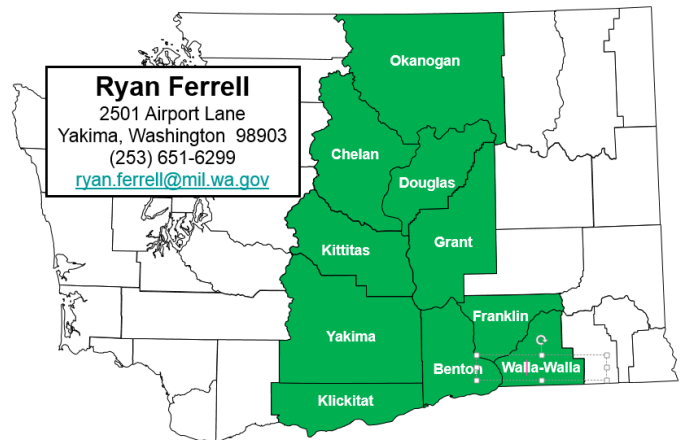 Okanogan
Ryan Ferrell
2501 Airport Lane
Yakima, Washington  98903
(253) 651-6299
ryan.ferrell@mil.wa.gov
Chelan
Douglas
Kittitas
Grant
Franklin
Yakima
Benton
Walla-Walla
Klickitat